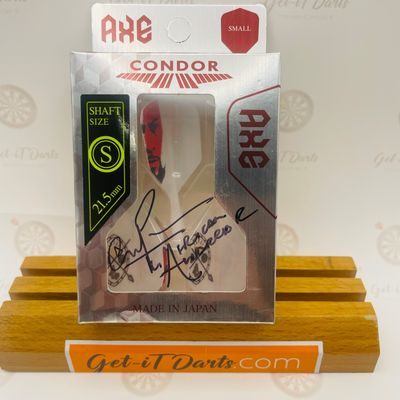 AXE
SMALL
CONDOR
AXE
SHAFT
SIZE
S
21.5mm
MADE IN JAPAN
Get-iT Darts.com